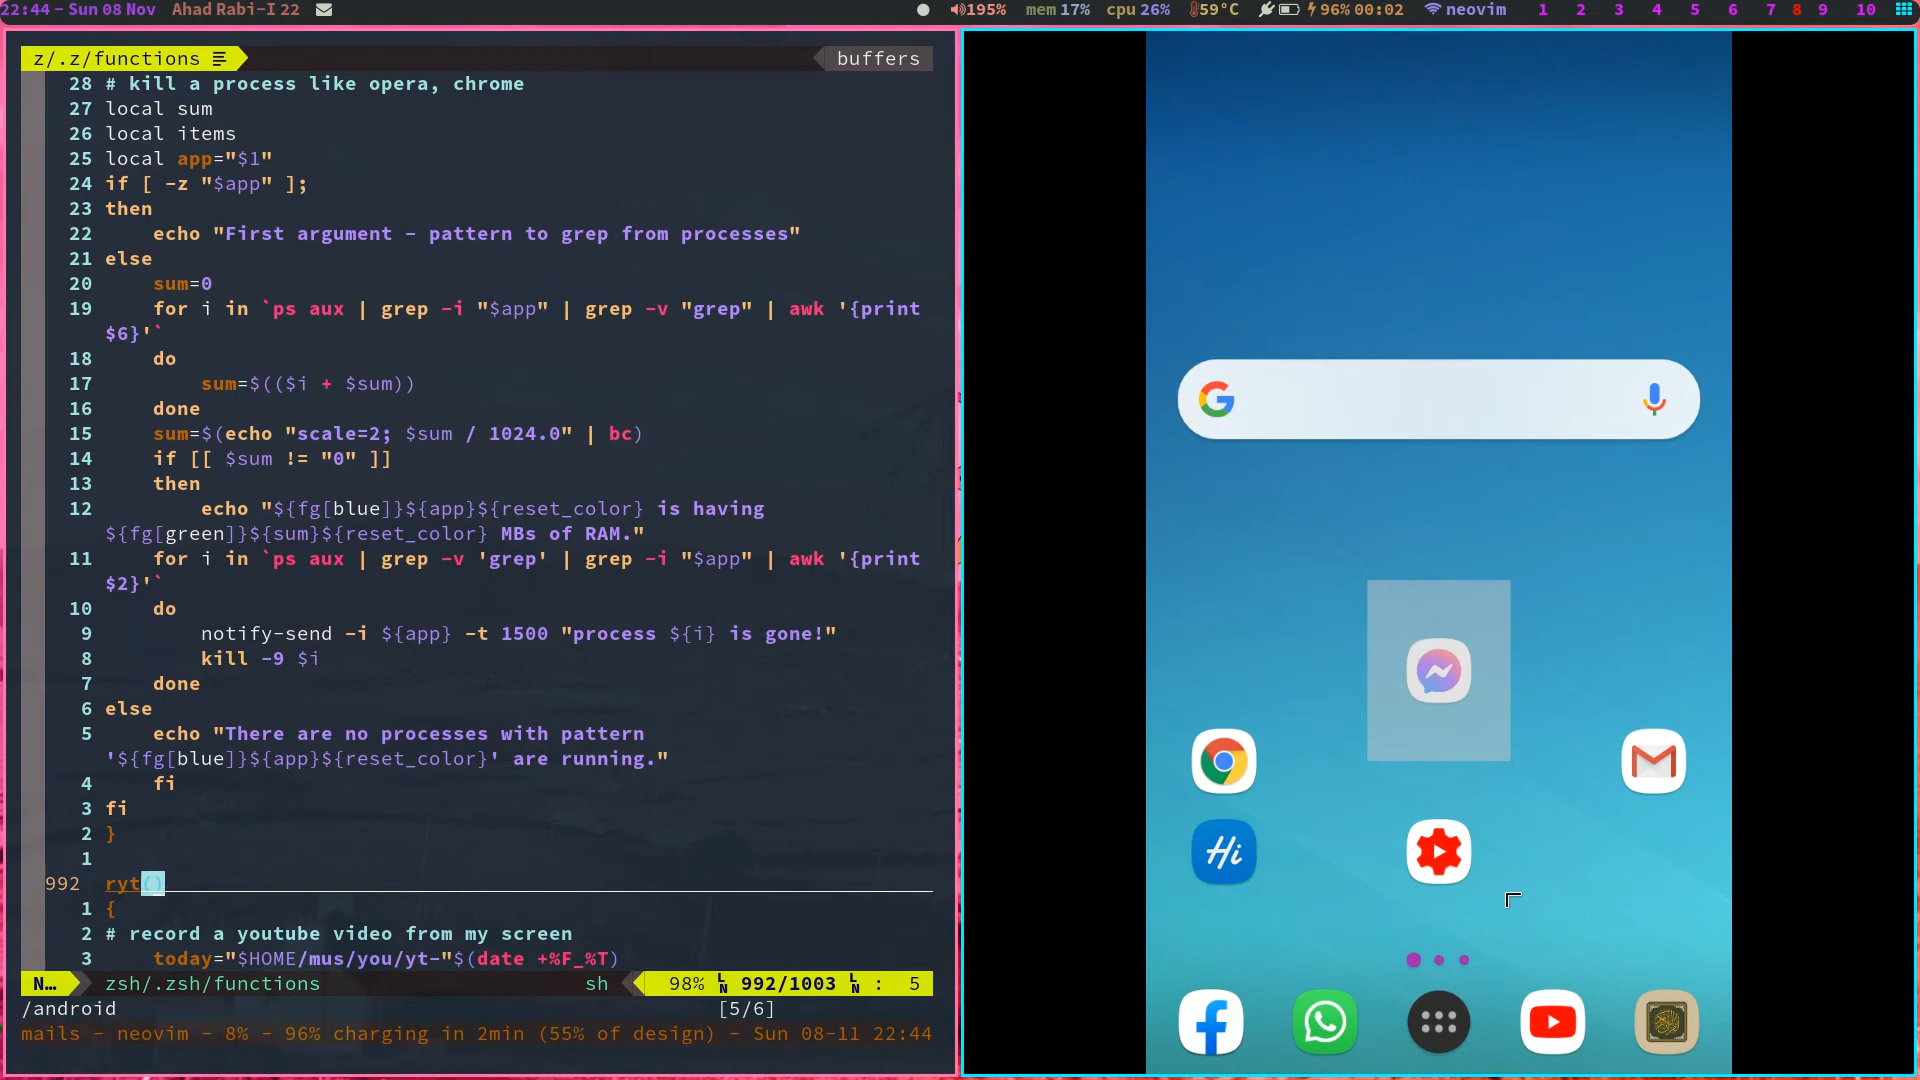 22:44 - Sun 08 Nov Ahad Rabi-I 22 195% mem 17% cpu 26% 59°C 96% 00:02 neovim 1 2 3 4 5 6 7 8 9 10
z/.z/functions buffers
28 # kill a process like opera, chrome
27 local sum
26 local items
25 local app="$1"
24 if [ -z "$app" ];
23 then
22 echo "First argument - pattern to grep from processes"
21 else
20 sum=0
19 for i in `ps aux | grep -i "$app" | grep -v "grep" | awk '{print
$6}'`
18 do
17 sum=$(($i + $sum))
16 done
15 sum=$(echo "scale=2; $sum / 1024.0" | bc)
14 if [[ $sum != "0" ]]
13 then
12 echo "${fg[blue]}${app}${reset_color} is having
${fg[green]}${sum}${reset_color} MBs of RAM."
11 for i in `ps aux | grep -v 'grep' | grep -i "$app" | awk '{print
$2}'`
10 do
9 notify-send -i ${app} -t 1500 "process ${i} is gone!"
8 kill -9 $i
7 done
6 else
5 echo "There are no processes with pattern
'${fg[blue]}${app}${reset_color}' are running."
4 fi
3 fi
2 }
1
992 ryt()
1 {
2 # record a youtube video from my screen
3 today="$HOME/mus/you/yt-"$(date +%F_%T)
N… zsh/.zsh/functions sh 98% 992/1003 : 5
/android [5/6]
mails - neovim - 8% - 96% charging in 2min (55% of design) - Sun 08-11 22:44
Hi